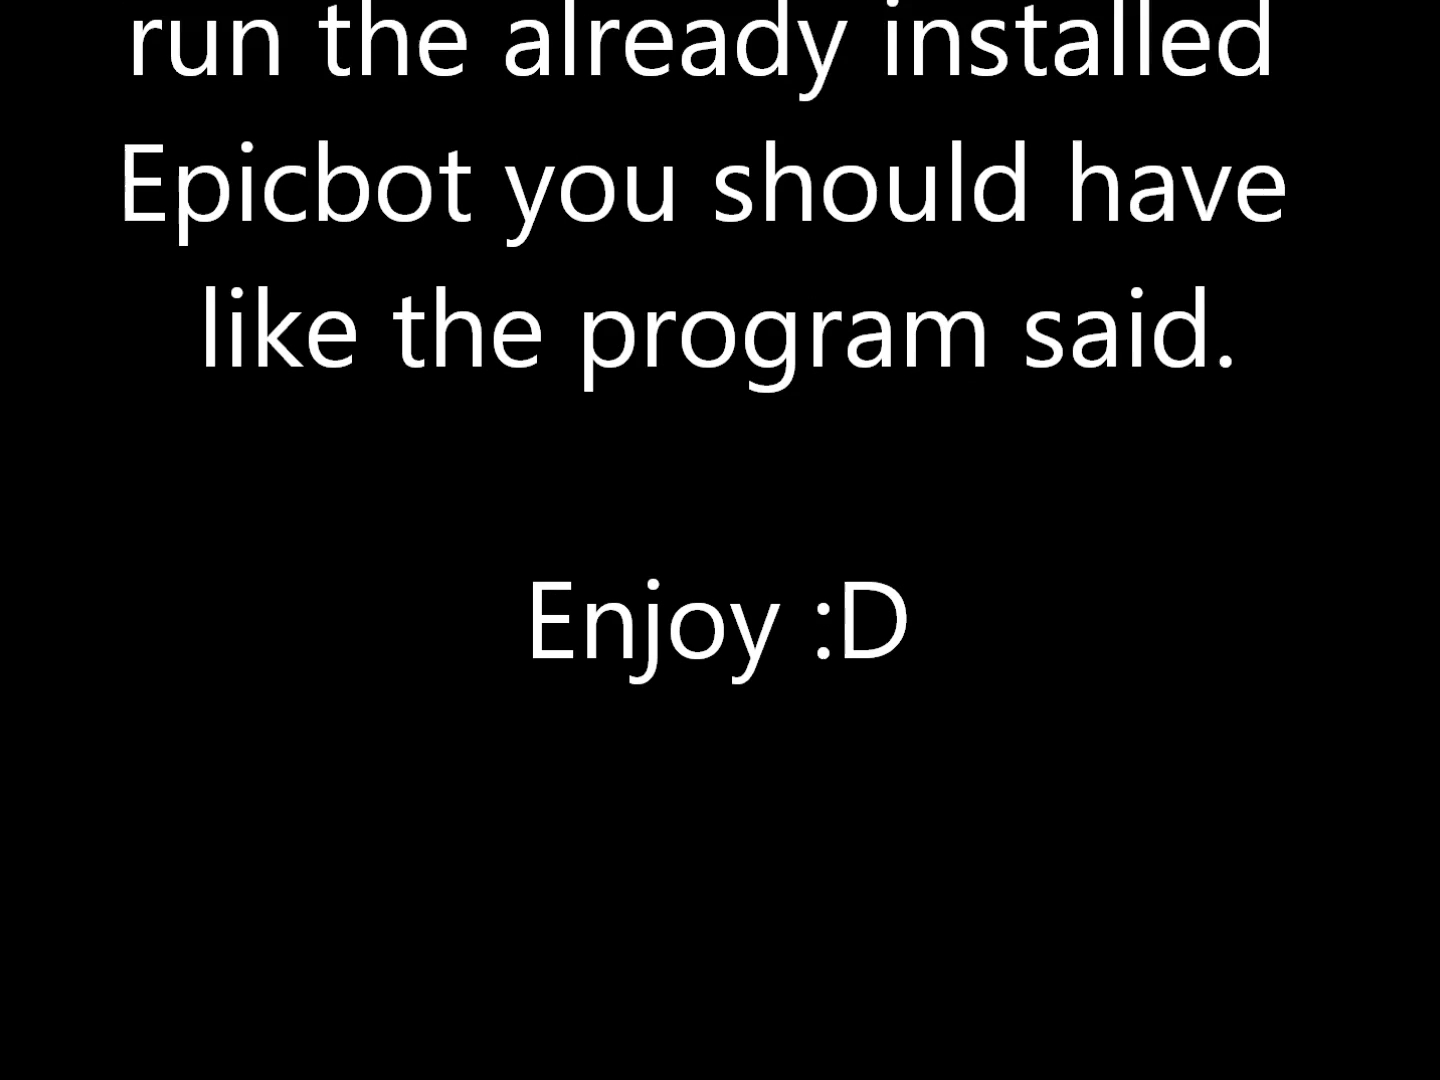 run the already installed
Epicbot you should have
like the program said.
Enjoy :D